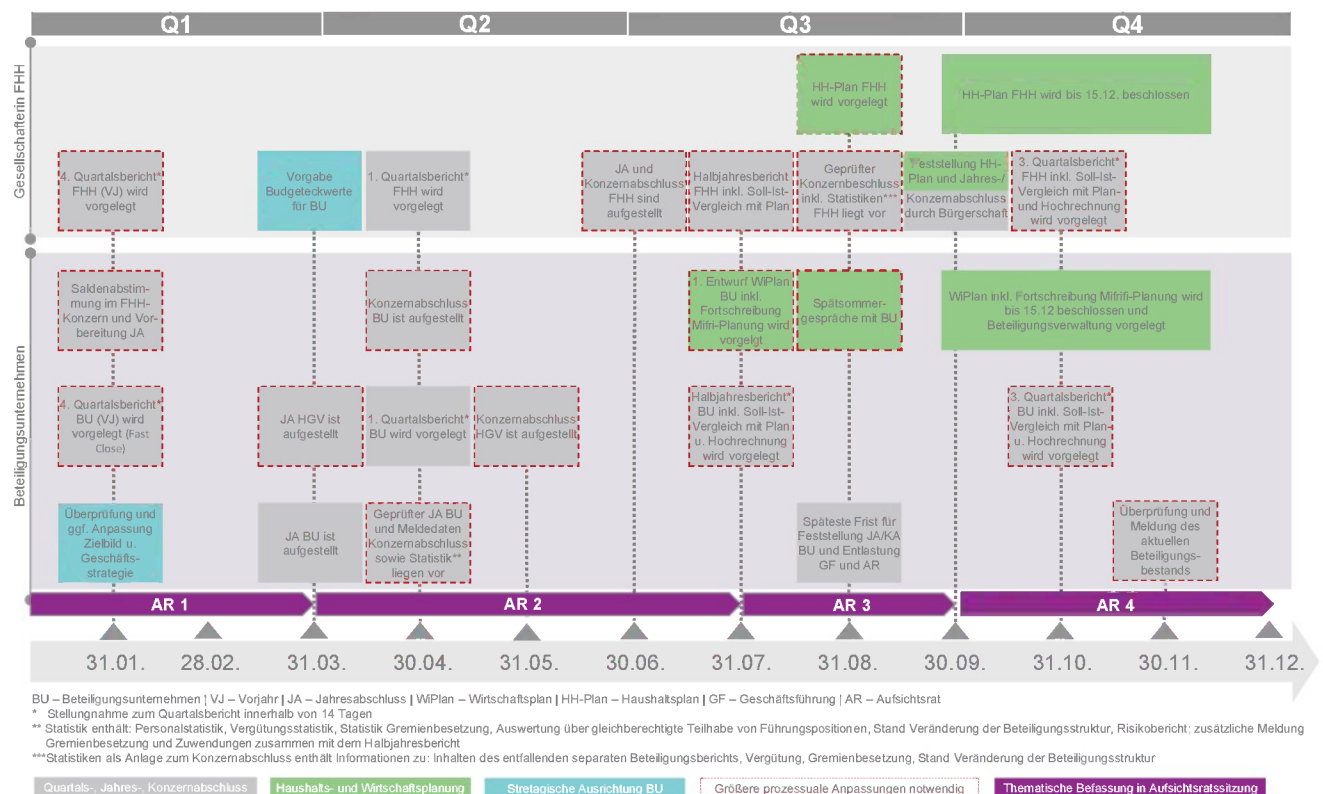 Q1
Q2
Q3
Q4
Gesellschafterin FHH
HH-Plan FHH
wird vorgelegt
HH-Plan FHH wird bis 15.12. beschlossen
4. Quartalsbericht*
FHH (VJ) wird
vorgelegt
Vorgabe
Budgeteckwerte
für BU
1. Quartalsbericht*
FHH wird
vorgelegt
JA und
Konzernabschluss
FHH sind
aufgestellt
Halbjahresbericht
FHH inkl. Soll-Ist-
Vergleich mit Plan
Geprüfter
Konzernbeschluss
inkl. Statistiken***
FHH liegt vor
Feststellung HH-
Plan und Jahres-/
Konzernabschluss
durch Bürgerschaft
3. Quartalsbericht*
FHH inkl. Soll-Ist-
Vergleich mit Plan-
und Hochrechnung
wird vorgelegt
Beteiligungsunternehmen
Saldenabstim-
mung im FHH-
Konzern und Vor-
bereitung JA
Konzernabschluss
BU ist aufgestellt
1. Entwurf WiPlan
BU inkl.
Fortschreibung
Mifri-Planung wird
vorgelgt
Spätsommer-
gespräche mit BU
WiPlan inkl. Fortschreibung Mifrifi-Planung wird
bis 15.12 beschlossen und
Beteiligungsverwaltung vorgelegt
4. Quartalsbericht*
BU (VJ) wird
vorgelegt (Fast
Close)
JA HGV ist
aufgestellt
1. Quartalsbericht*
BU wird vorgelegt
Konzernabschluss
HGV ist aufgestellt
Halbjahresbericht*
BU inkl. Soll-Ist-
Vergleich mit Plan
u. Hochrechnung
wird vorgelegt
3. Quartalsbericht*
BU inkl. Soll-Ist-
Vergleich mit Plan
u. Hochrechnung
wird vorgelegt
Überprüfung und
ggf. Anpassung
Zielbild u.
Geschäfts-
strategie
JA BU ist
aufgestellt
Geprüfter JA BU
und Meldedaten
Konzernabschluss
sowie Statistik**
liegen vor
Späteste Frist für
Feststellung JA/KA
BU und Entlastung
GF und AR
Überprüfung und
Meldung des
aktuellen
Beteiligungs-
bestands
AR 1
AR 2
AR 3
AR 4
31.01.
28.02.
31.03.
30.04.
31.05.
30.06.
31.07.
31.08.
30.09.
31.10.
30.11.
31.12.
BU – Beteiligungsunternehmen ¦ VJ – Vorjahr | JA – Jahresabschluss | WiPlan – Wirtschaftsplan | HH-Plan – Haushaltsplan | GF – Geschäftsführung ¦ AR – Aufsichtsrat
* Stellungnahme zum Quartalsbericht innerhalb von 14 Tagen
** Statistik enthält: Personalstatistik, Vergütungsstatistik, Statistik Gremienbesetzung, Auswertung über gleichberechtigte Teilhabe von Führungspositionen, Stand Veränderung der Beteiligungsstruktur, Risikobericht; zusätzliche Meldung
Gremienbesetzung und Zuwendungen zusammen mit dem Halbjahresbericht
***Statistiken als Anlage zum Konzernabschluss enthält Informationen zu: Inhalten des entfallenden separaten Beteiligungsberichts, Vergütung, Gremienbesetzung, Stand Veränderung der Beteiligungsstruktur
Quartals-, Jahres-, Konzernabschluss
Haushalts- und Wirtschaftsplanung
Stretagische Ausrichtung BU
Größere prozessuale Anpassungen notwendig
Thematische Befassung in Aufsichtsratssitzung